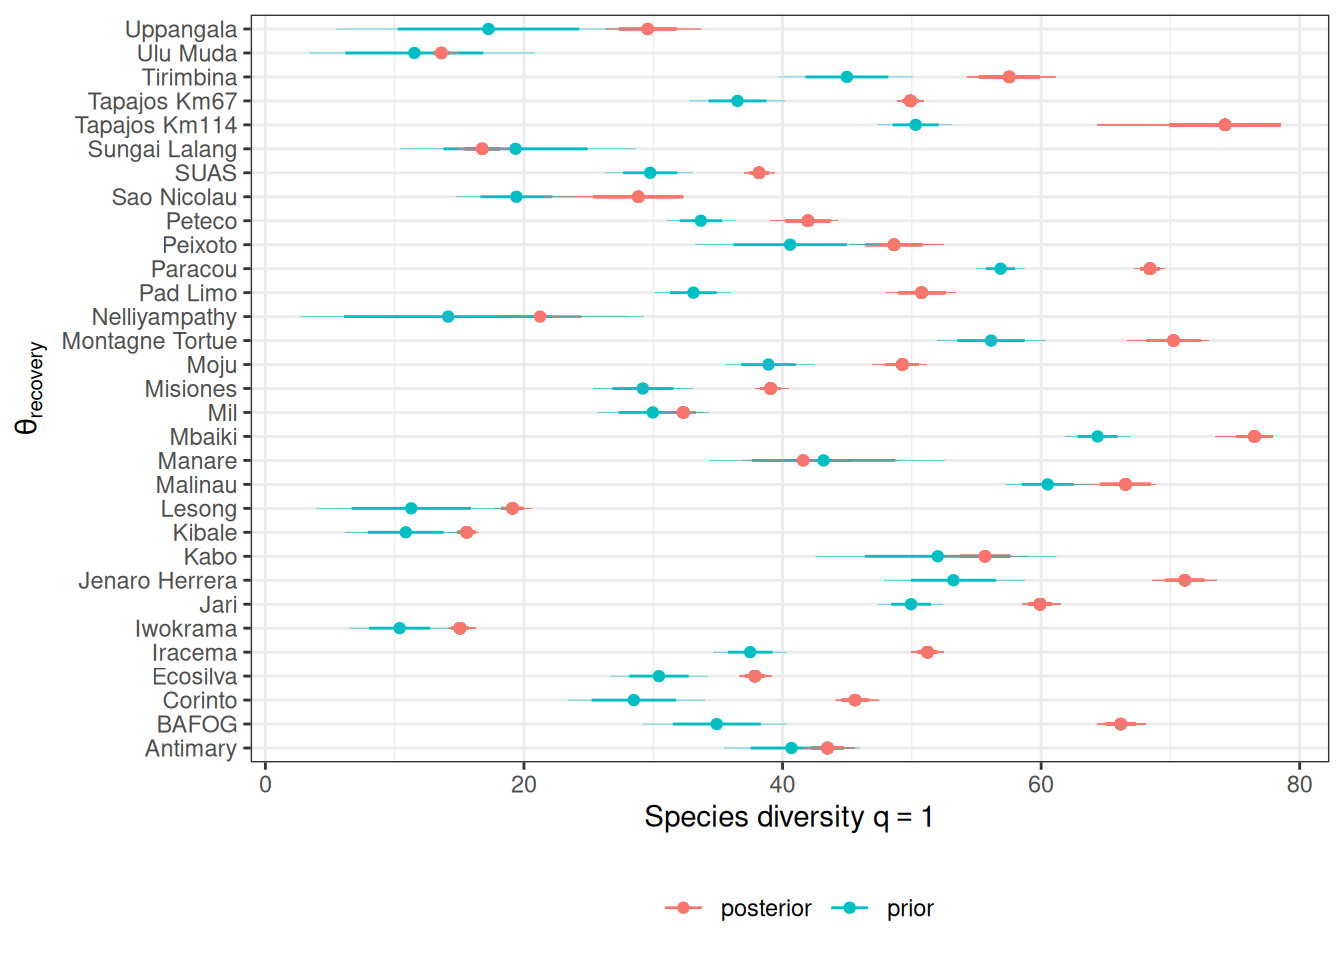 Uppangala
Ulu Muda
Tirimbina
Tapajos Km67
Tapajos Km114
Sungai Lalang
SUAS
Sao Nicolau
Peteco
Peixoto
Paracou
Pad Limo
Nelliyampathy
Montagne Tortue
Moju
Misiones
Mil
Mbaiki
Manare
Malinau
Lesong
Kibale
Kabo
Jenaro Herrera
Jari
Iwokrama
Iracema
Ecosilva
Corinto
BAFOG
Antimary
θrecovery
0 20 40 60 80
Species diversity q = 1
posterior prior